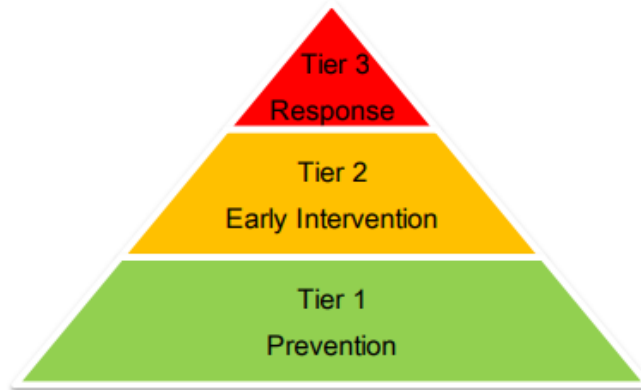 Tier 3
Response
Tier 2
Early Intervention
Tier 1
Prevention